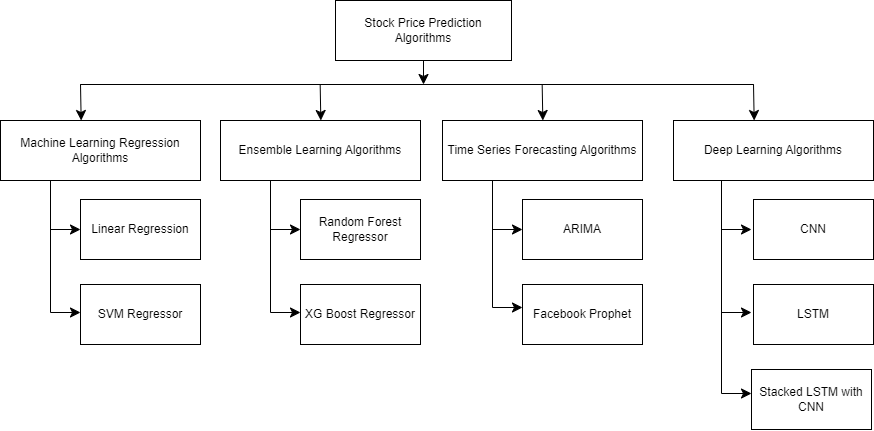 Stock Price Prediction
Algorithms
Machine Learning Regression
Algorithms
Ensemble Learning Algorithms
Time Series Forecasting Algorithms
Deep Learning Algorithms
Linear Regression
Random Forest
Regressor
ARIMA
CNN
SVM Regressor
XG Boost Regressor
Facebook Prophet
LSTM
Stacked LSTM with
CNN